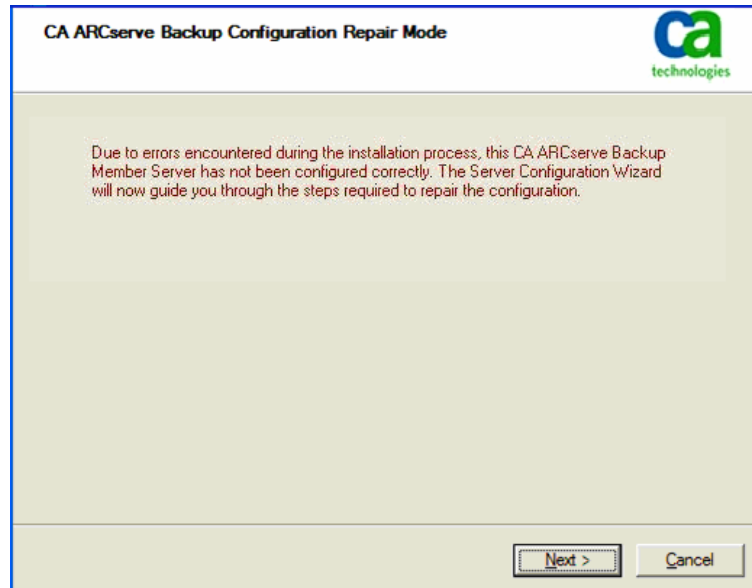 CA ARCserve Backup Configuration Repair Mode
ca
technologies
Due to errors encountered during the installation process, this CA ARCserve Backup
Member Server has not been configured correctly. The Server Configuration Wizard
will now guide you through the steps required to repair the configuration.
Next >
Cancel